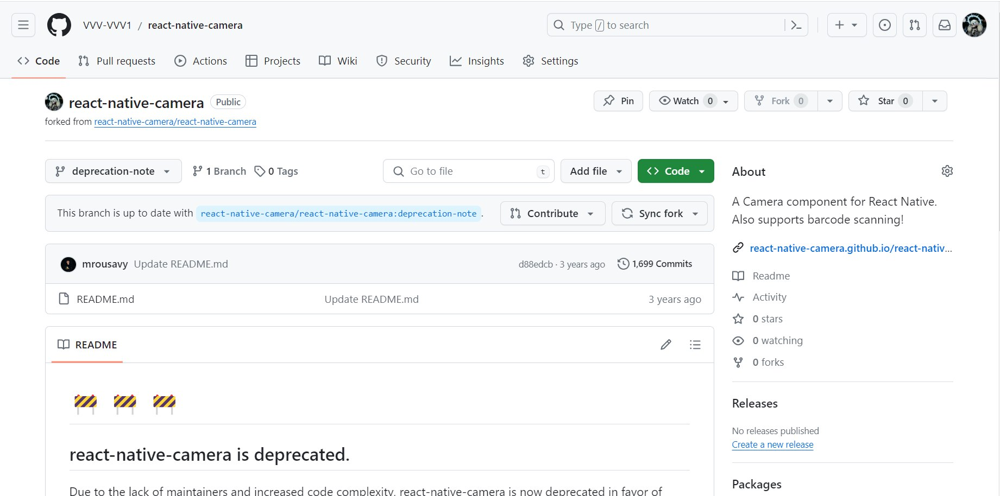 VVV-VVV1 / react-native-camera
Type / to search
Code Pull requests Actions Projects Wiki Security Insights Settings
react-native-camera Public
Pin Watch 0 Fork 0 Star 0
forked from react-native-camera/react-native-camera
deprecation-note 1 Branch 0 Tags Go to file t Add file Code
This branch is up to date with react-native-camera/react-native-camera:deprecation-note. Contribute Sync fork
mrousavy Update README.md d88edcb · 3 years ago 1,699 Commits
README.md Update README.md 3 years ago
README
react-native-camera is deprecated.
Due to the lack of maintainers and increased code complexity, react-native-camera is now deprecated in favor of
About
A Camera component for React Native.
Also supports barcode scanning!
react-native-camera.github.io/react-nativ...
Readme
Activity
0 stars
0 watching
0 forks
Releases
No releases published
Create a new release
Packages